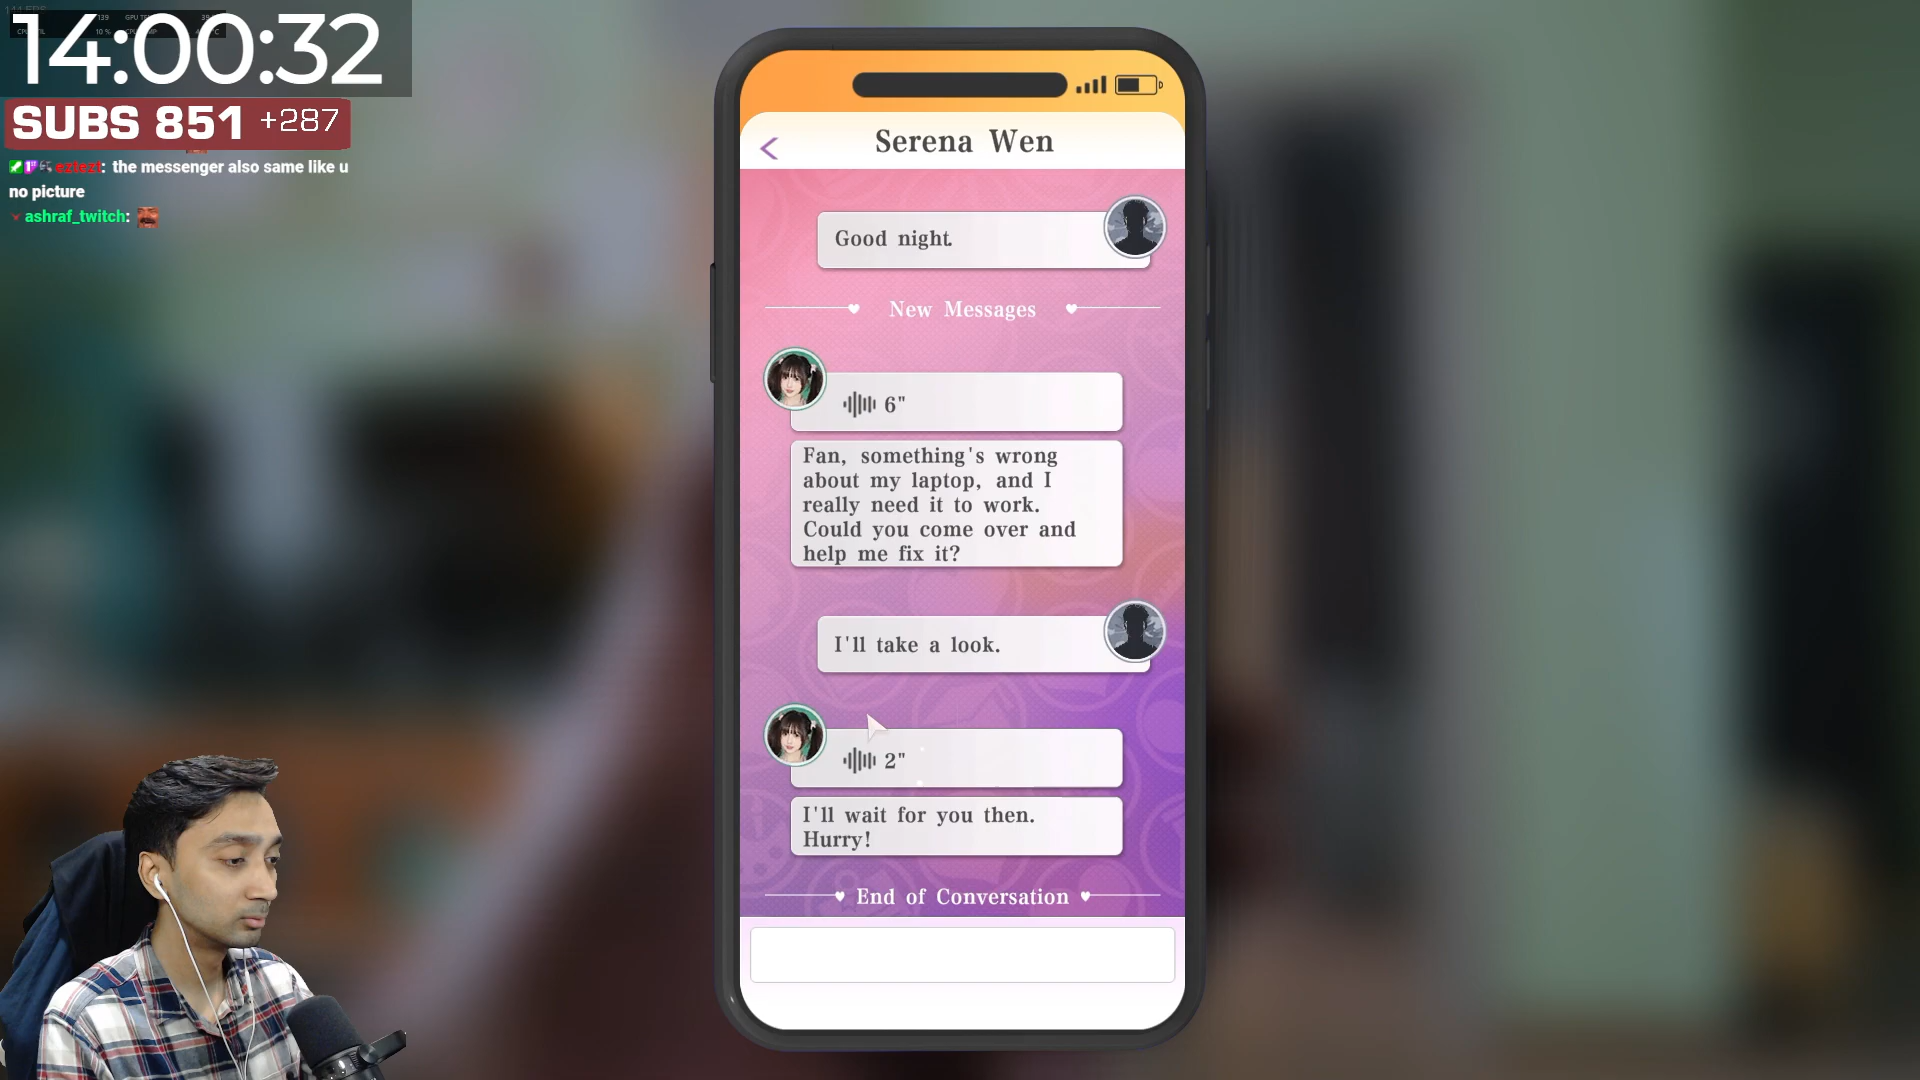 14:00:32
SUBS 851 +287
eztezt: the messenger also same like u
no picture
ashraf_twitch:
Serena Wen
Good night.
New Messages
6"
Fan, something's wrong
about my laptop, and I
really need it to work.
Could you come over and
help me fix it?
I'll take a look.
2"
I'll wait for you then.
Hurry!
End of Conversation